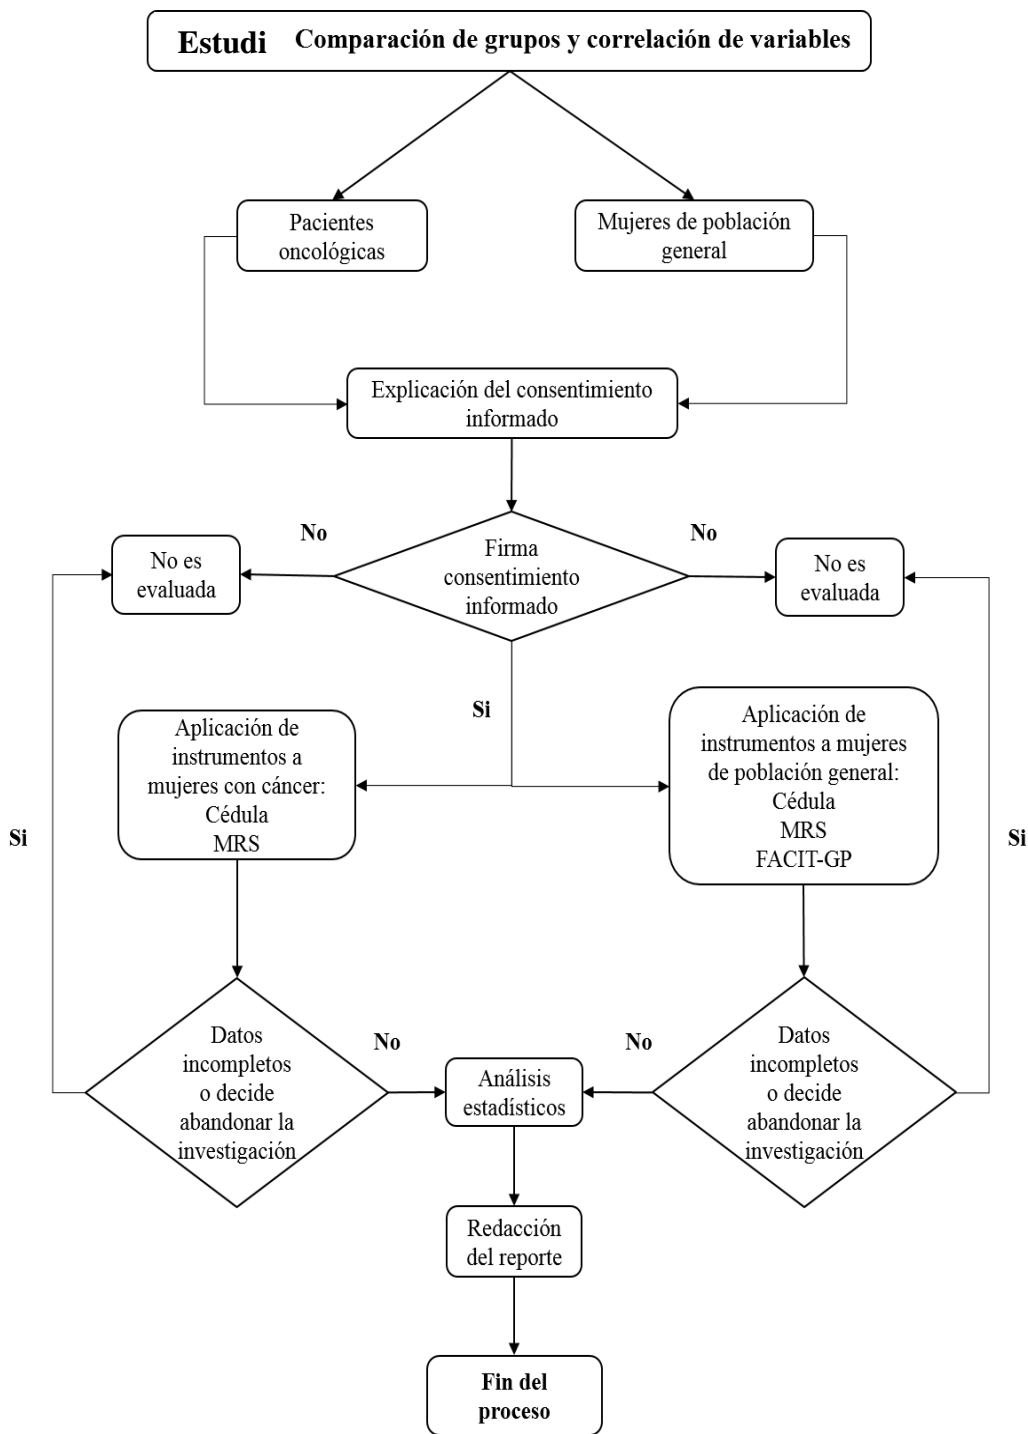 Estudi Comparación de grupos y correlación de variables
Pacientes
oncológicas
Mujeres de población
general
Explicación del consentimiento
informado
No
No
No es
evaluada
Firma
consentimiento
informado
No es
evaluada
Si
Aplicación de
instrumentos a
mujeres con cáncer:
Cédula
MRS
Aplicación de
instrumentos a mujeres
de población general:
Cédula
MRS
FACIT-GP
Si
Si
Datos
incompletos
o decide
abandonar la
investigación
No
No
Análisis
estadísticos
Datos
incompletos
o decide
abandonar la
investigación
Redacción
del reporte
Fin del
proceso